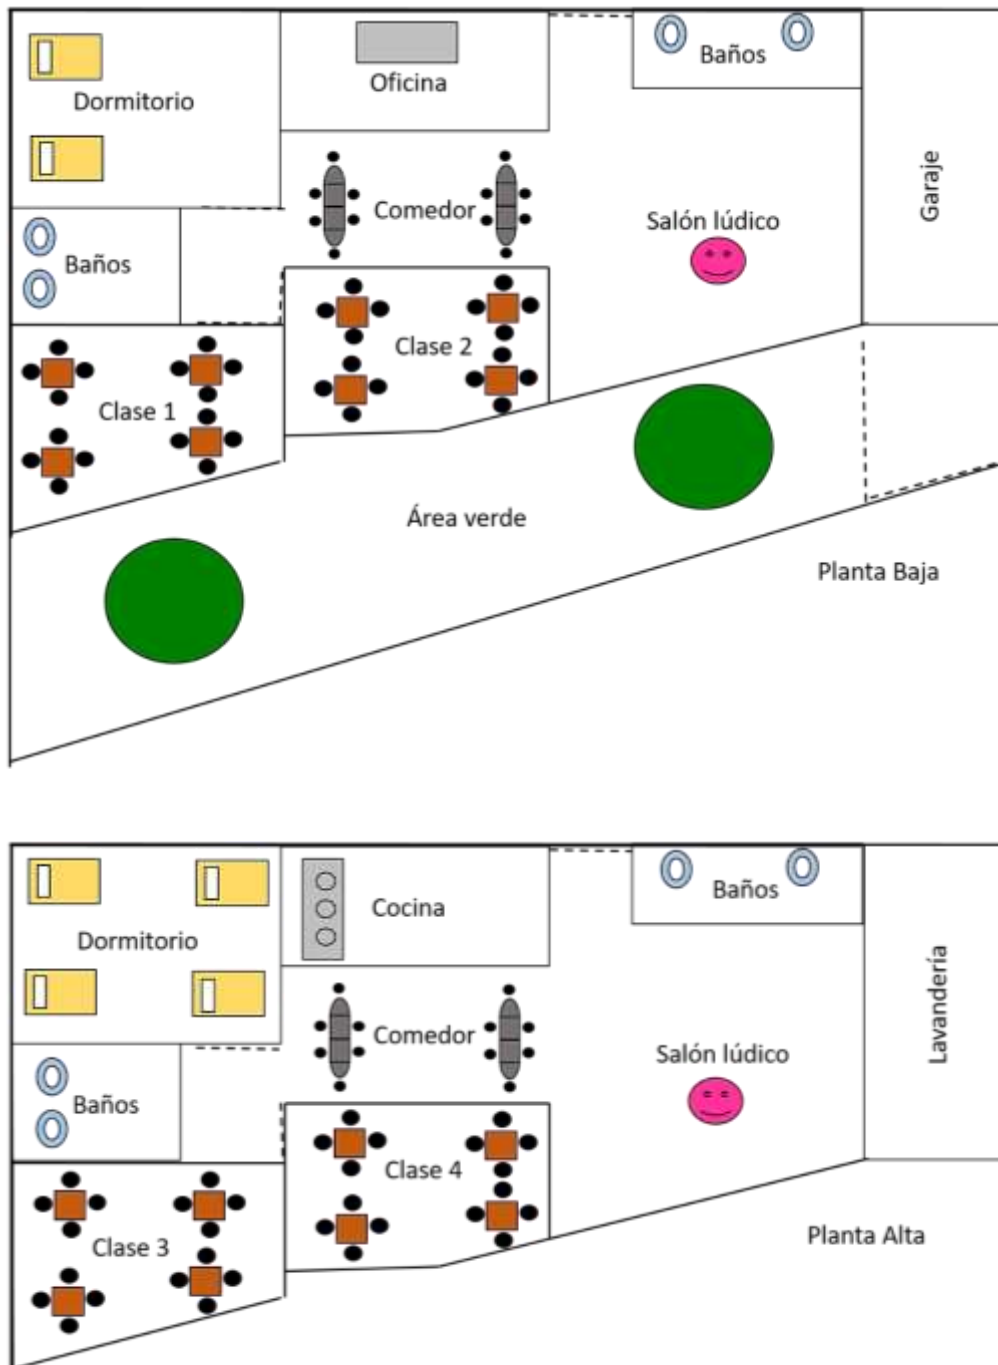 Dormitorio
Oficina
Baños
Garaje
Comedor
Salón lúdico
Baños
Clase 2
Clase 1
Área verde
Planta Baja
Dormitorio
Cocina
Baños
Lavandería
Comedor
Salón lúdico
Baños
Clase 4
Clase 3
Planta Alta